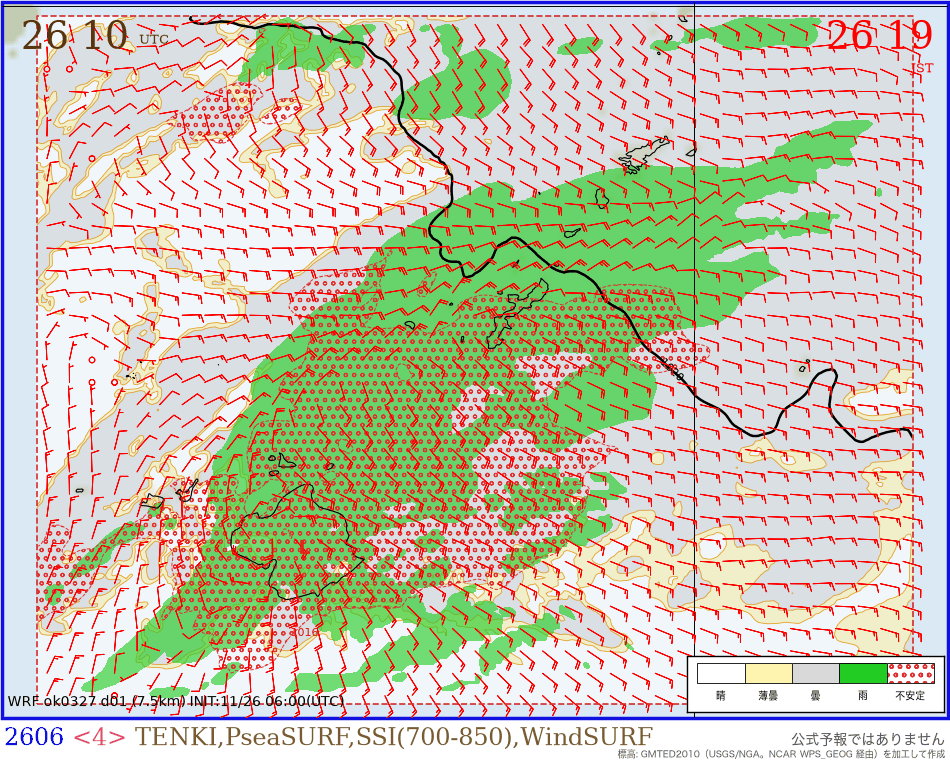 26 10 UTC
26 19
JST
1016
WRF ok0327 d01 (7.5km) INIT:11/26 06:00(UTC)
晴 薄曇 曇 雨 不安定
2606 <4> TENKI,PseaSURF,SSI(700-850),WindSURF
公式予報ではありません
標高: GMTED2010（USGS/NGA。NCAR WPS_GEOG 経由）を加工して作成